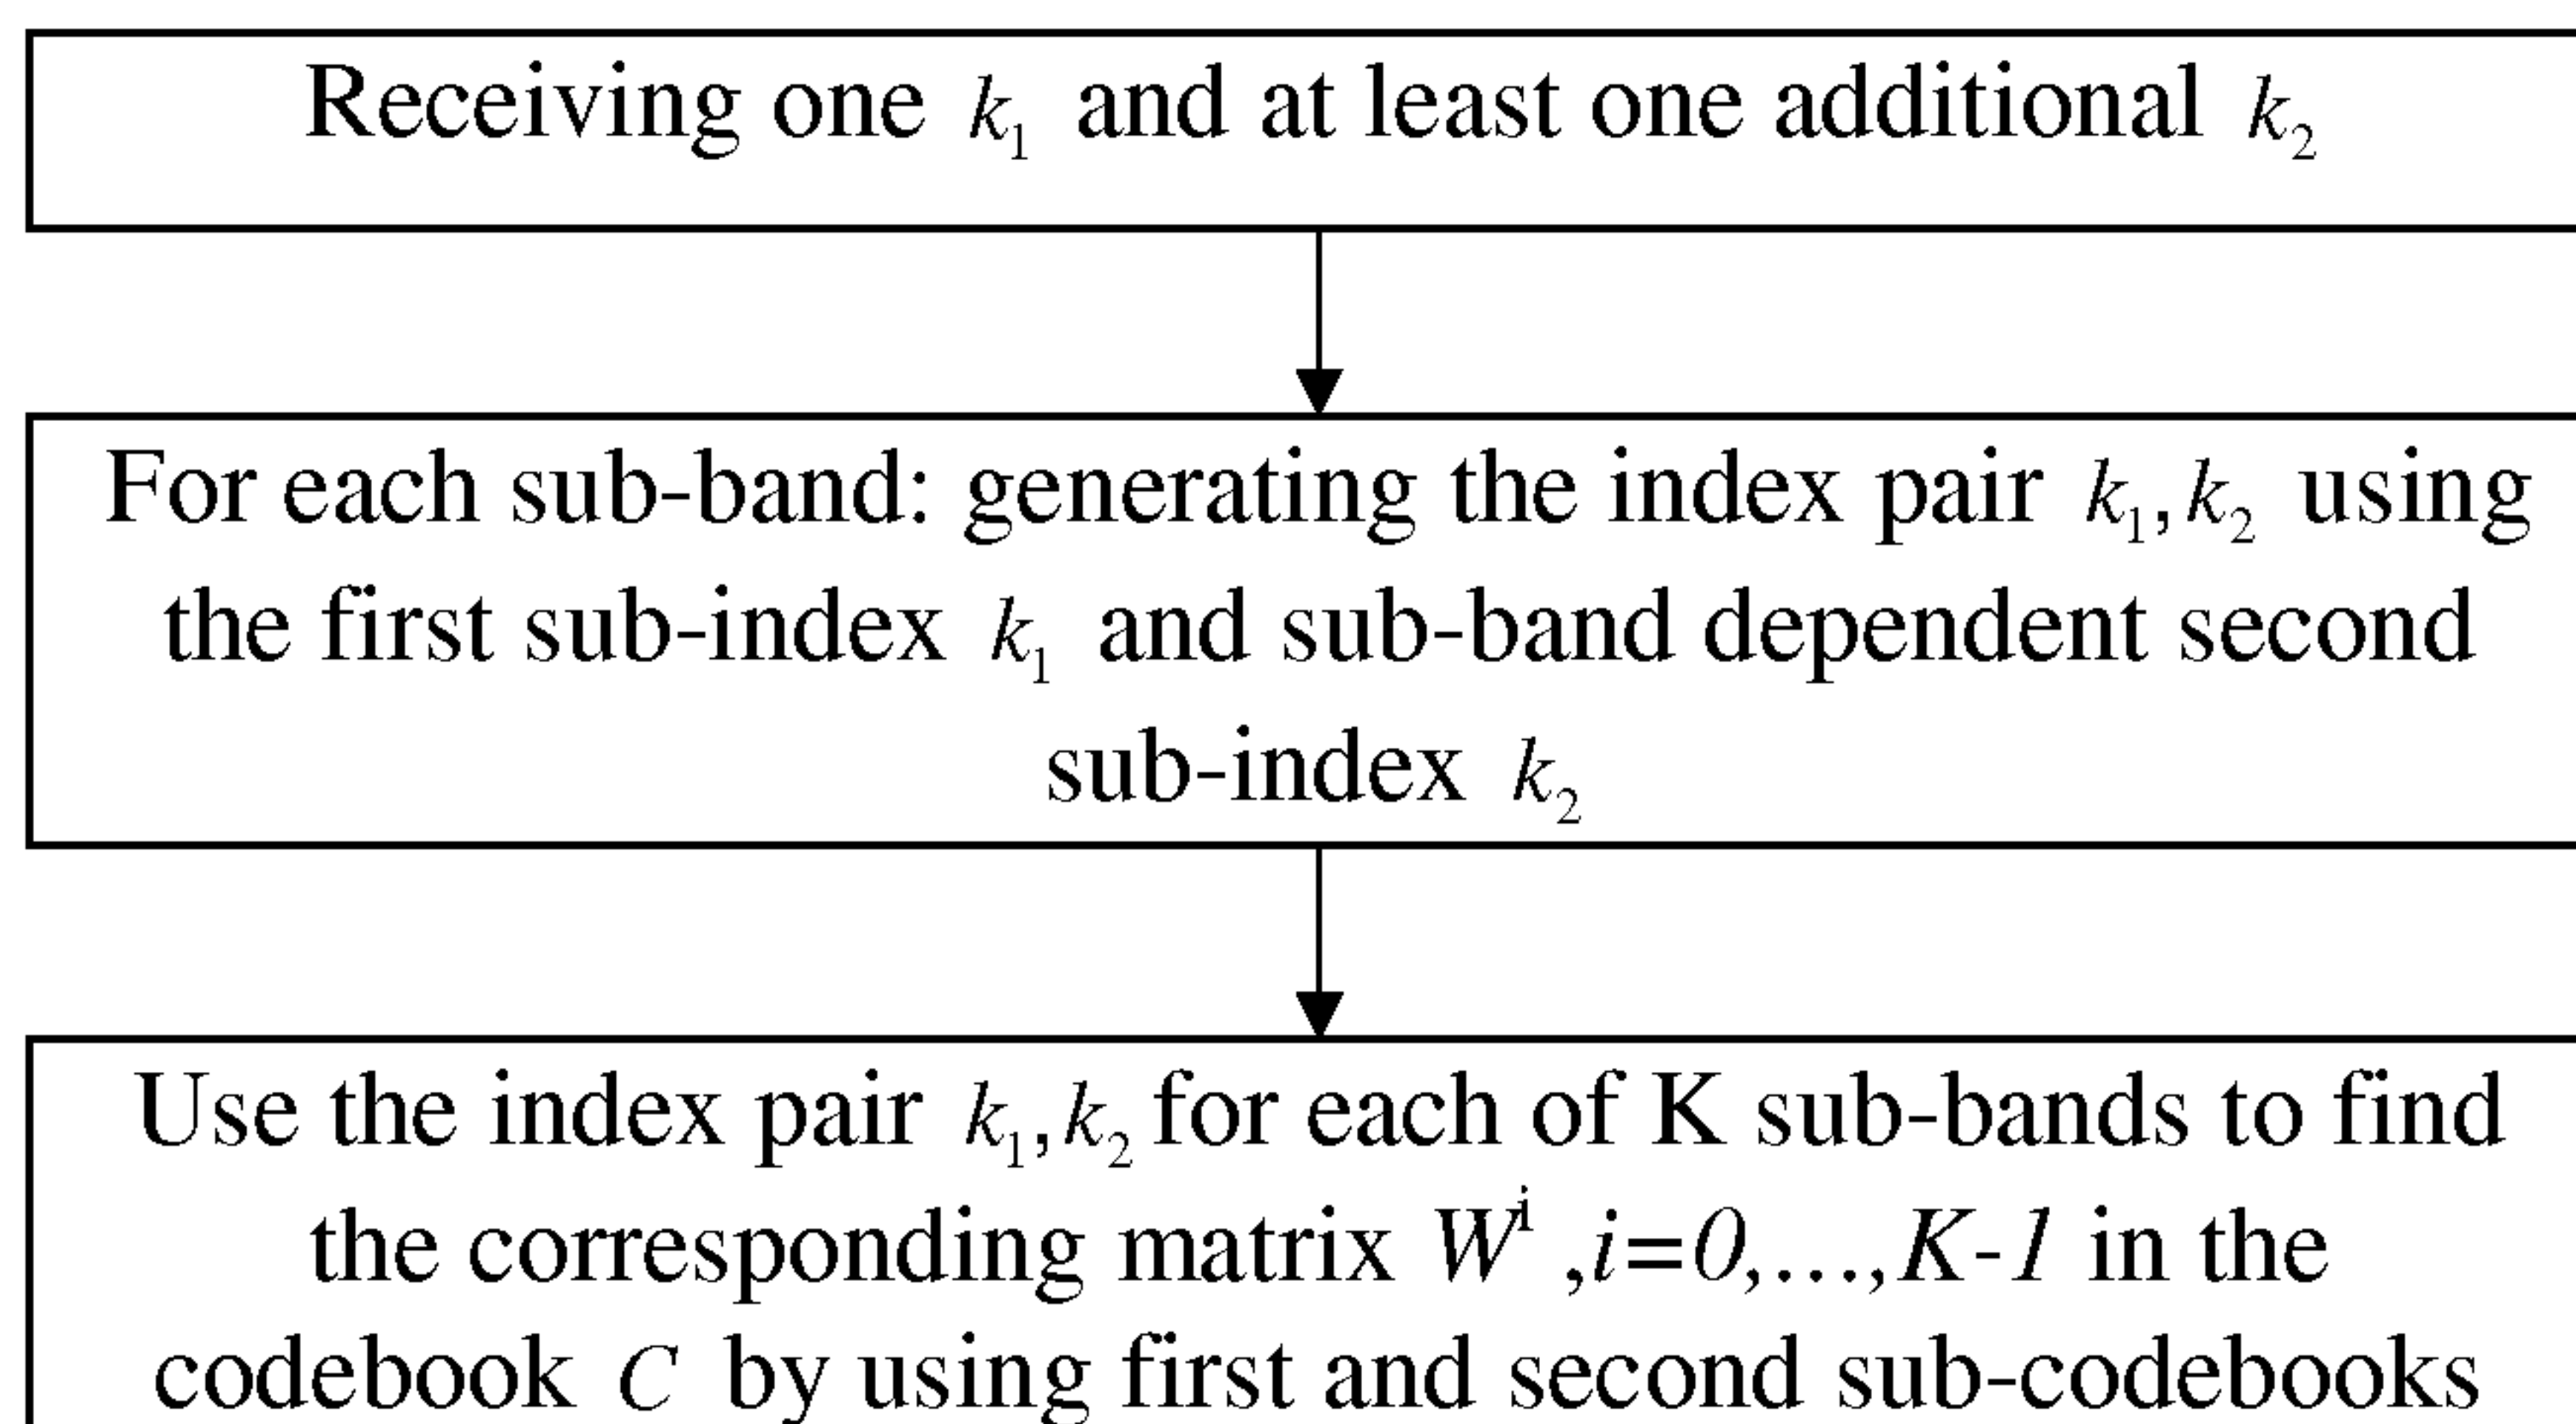 Receiving one k₁ and at least one additional k₂
For each sub-band: generating the index pair k₁,k₂ using
the first sub-index k₁ and sub-band dependent second
sub-index k₂
Use the index pair k₁,k₂ for each of K sub-bands to find
the corresponding matrix Wⁱ ,i=0,...,K-1 in the
codebook C by using first and second sub-codebooks